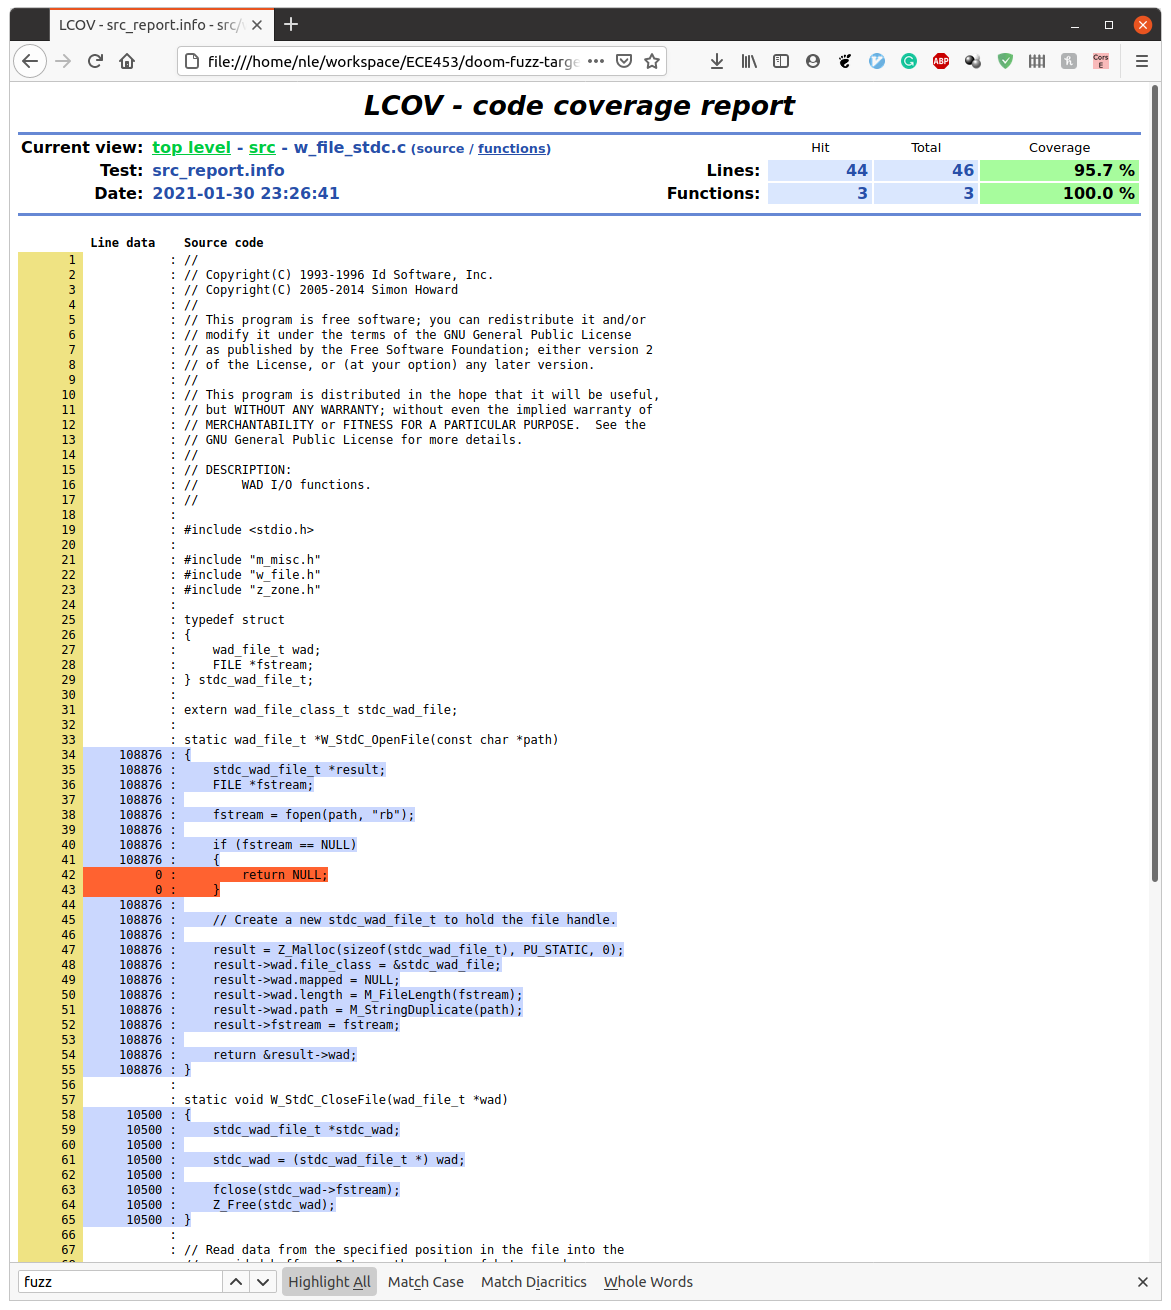 LCOV - src_report.info - src/
file:///home/nle/workspace/ECE453/doom-fuzz-targe
ABP
Cors
E
LCOV - code coverage report
Current view: top level - src - w_file_stdc.c (source / functions) Hit Total Coverage
Test: src_report.info Lines: 44 46 95.7 %
Date: 2021-01-30 23:26:41 Functions: 3 3 100.0 %
Line data Source code
1 : //
2 : // Copyright(C) 1993-1996 Id Software, Inc.
3 : // Copyright(C) 2005-2014 Simon Howard
4 : //
5 : // This program is free software; you can redistribute it and/or
6 : // modify it under the terms of the GNU General Public License
7 : // as published by the Free Software Foundation; either version 2
8 : // of the License, or (at your option) any later version.
9 : //
10 : // This program is distributed in the hope that it will be useful,
11 : // but WITHOUT ANY WARRANTY; without even the implied warranty of
12 : // MERCHANTABILITY or FITNESS FOR A PARTICULAR PURPOSE.  See the
13 : // GNU General Public License for more details.
14 : //
15 : // DESCRIPTION:
16 : //      WAD I/O functions.
17 : //
18 :
19 : #include <stdio.h>
20 :
21 : #include "m_misc.h"
22 : #include "w_file.h"
23 : #include "z_zone.h"
24 :
25 : typedef struct
26 : {
27 :     wad_file_t wad;
28 :     FILE *fstream;
29 : } stdc_wad_file_t;
30 :
31 : extern wad_file_class_t stdc_wad_file;
32 :
33 : static wad_file_t *W_StdC_OpenFile(const char *path)
34 108876 : {
35 108876 :     stdc_wad_file_t *result;
36 108876 :     FILE *fstream;
37 108876 :
38 108876 :     fstream = fopen(path, "rb");
39 108876 :
40 108876 :     if (fstream == NULL)
41 108876 :     {
42 0 :         return NULL;
43 0 :     }
44 108876 :
45 108876 :     // Create a new stdc_wad_file_t to hold the file handle.
46 108876 :
47 108876 :     result = Z_Malloc(sizeof(stdc_wad_file_t), PU_STATIC, 0);
48 108876 :     result->wad.file_class = &stdc_wad_file;
49 108876 :     result->wad.mapped = NULL;
50 108876 :     result->wad.length = M_FileLength(fstream);
51 108876 :     result->wad.path = M_StringDuplicate(path);
52 108876 :     result->fstream = fstream;
53 108876 :
54 108876 :     return &result->wad;
55 108876 : }
56 :
57 : static void W_StdC_CloseFile(wad_file_t *wad)
58 10500 : {
59 10500 :     stdc_wad_file_t *stdc_wad;
60 10500 :
61 10500 :     stdc_wad = (stdc_wad_file_t *) wad;
62 10500 :
63 10500 :     fclose(stdc_wad->fstream);
64 10500 :     Z_Free(stdc_wad);
65 10500 : }
66 :
67 : // Read data from the specified position in the file into the
fuzz Highlight All Match Case Match Diacritics Whole Words